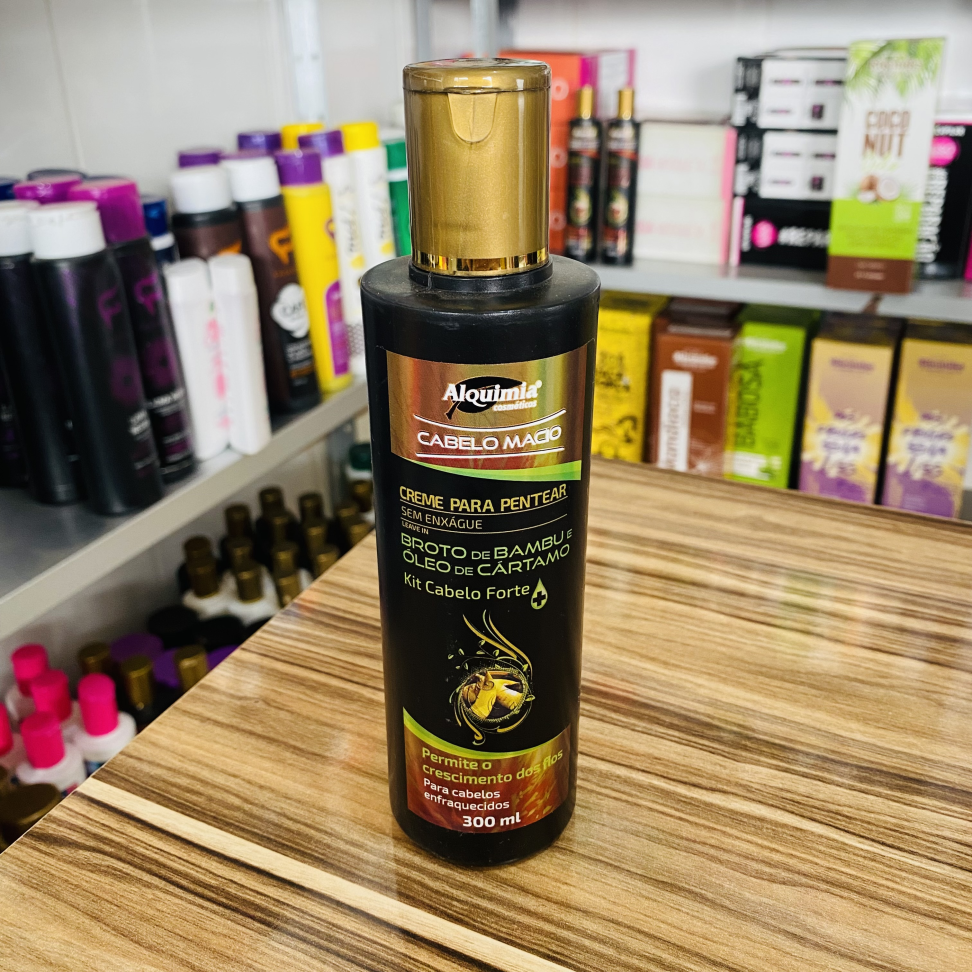 Alquimia
cosméticos
CABELO MACIO
CREME PARA PENTEAR
SEM ENXÁGUE
LEAVE IN
BROTO DE BAMBU E
ÓLEO DE CÁRTAMO
Kit Cabelo Forte
Permite o
crescimento dos fios
Para cabelos
enfraquecidos
300 ml
COCO
NUT
BABOSA